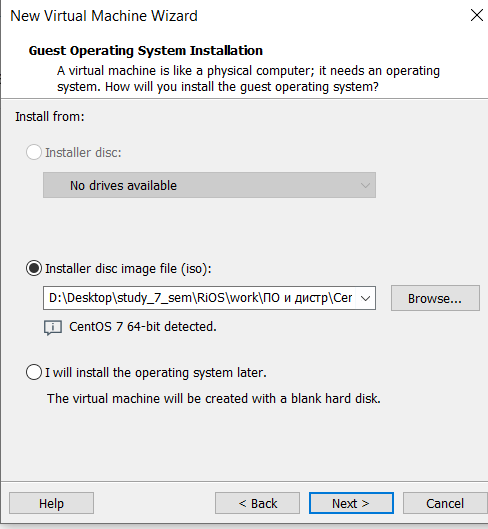 New Virtual Machine Wizard
Guest Operating System Installation
A virtual machine is like a physical computer; it needs an operating
system. How will you install the guest operating system?
Install from:
Installer disc:
No drives available
Installer disc image file (iso):
D:\Desktop\study_7_sem\RiOS\work\ПО и дистр\Cer
Browse...
CentOS 7 64-bit detected.
I will install the operating system later.
The virtual machine will be created with a blank hard disk.
Help
< Back
Next >
Cancel